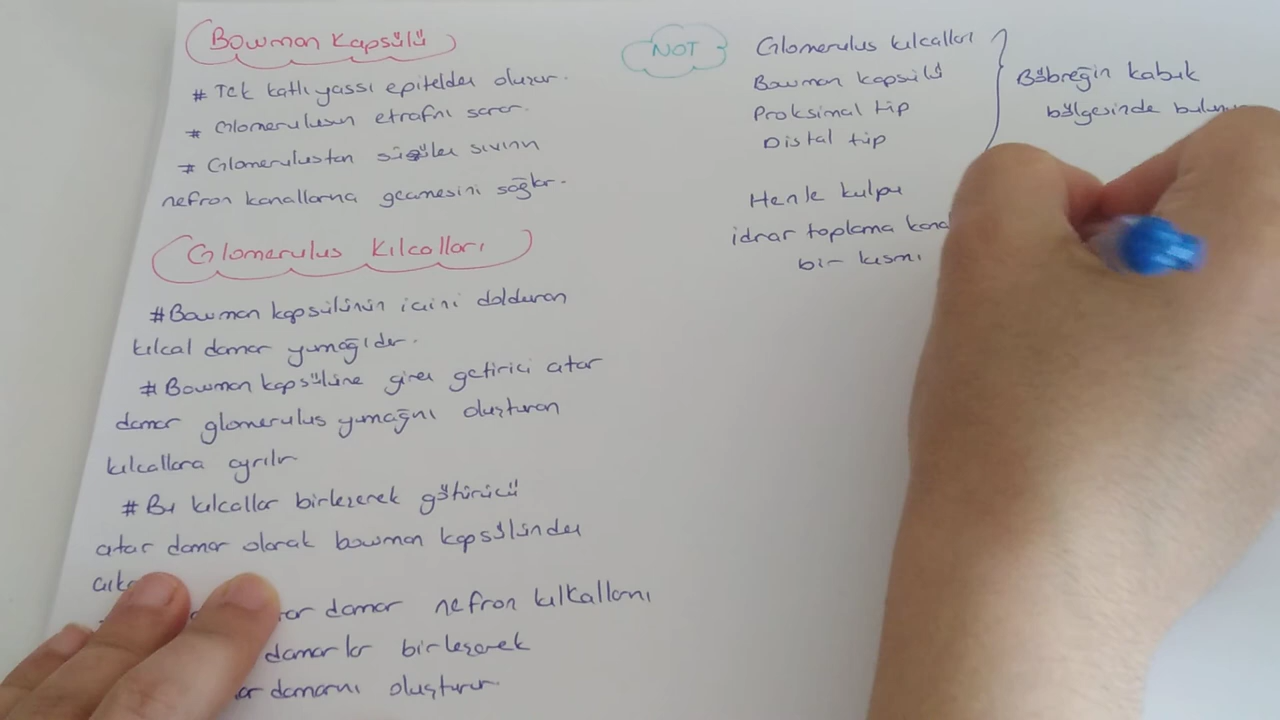 Bowman Kapsülü
# Tek katlı yassı epitelden oluşur.
# Glomerulusun etrafını sarar.
# Glomerulustan süzülen sıvının
nefron kanallarına geçmesini sağlar.
Glomerulus Kılcalları
# Bowman kapsülünün içini dolduran
kılcal damar yumağıdır.
# Bowman kapsülüne giren getirici atar
damar glomerulus yumağını oluşturan
kılcallara ayrılır
# Bu kılcallar birleşerek götürücü
atar damar olarak bowman kapsülünden
damar nefron kılkallarını
damarlar birleşerek
damarını oluşturur.
NOT
Glomerulus kılcalları
Bowman kapsülü
Proksimal tüp
Distal tüp
Böbreğin kabuk
bölgesinde
Henle kulpu
idrar toplama
bir kısmı